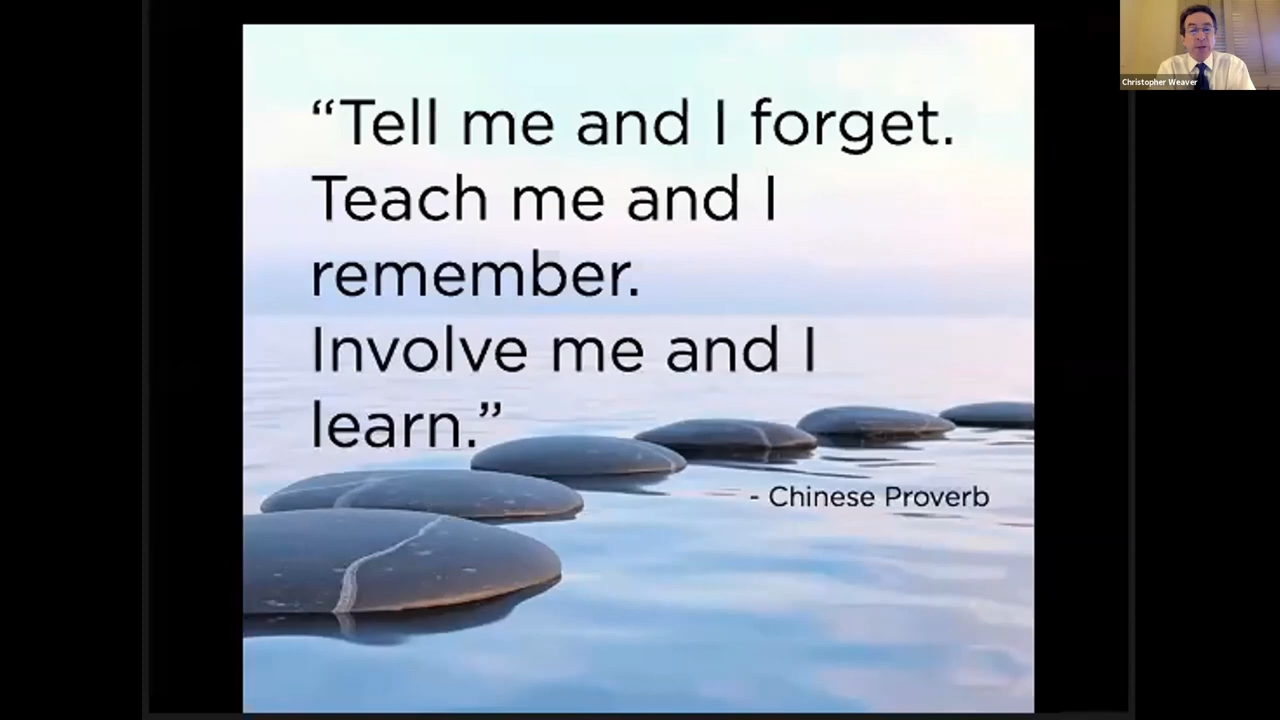 “Tell me and I forget.
Teach me and I
remember.
Involve me and I
learn.”
- Chinese Proverb
Christopher Weaver